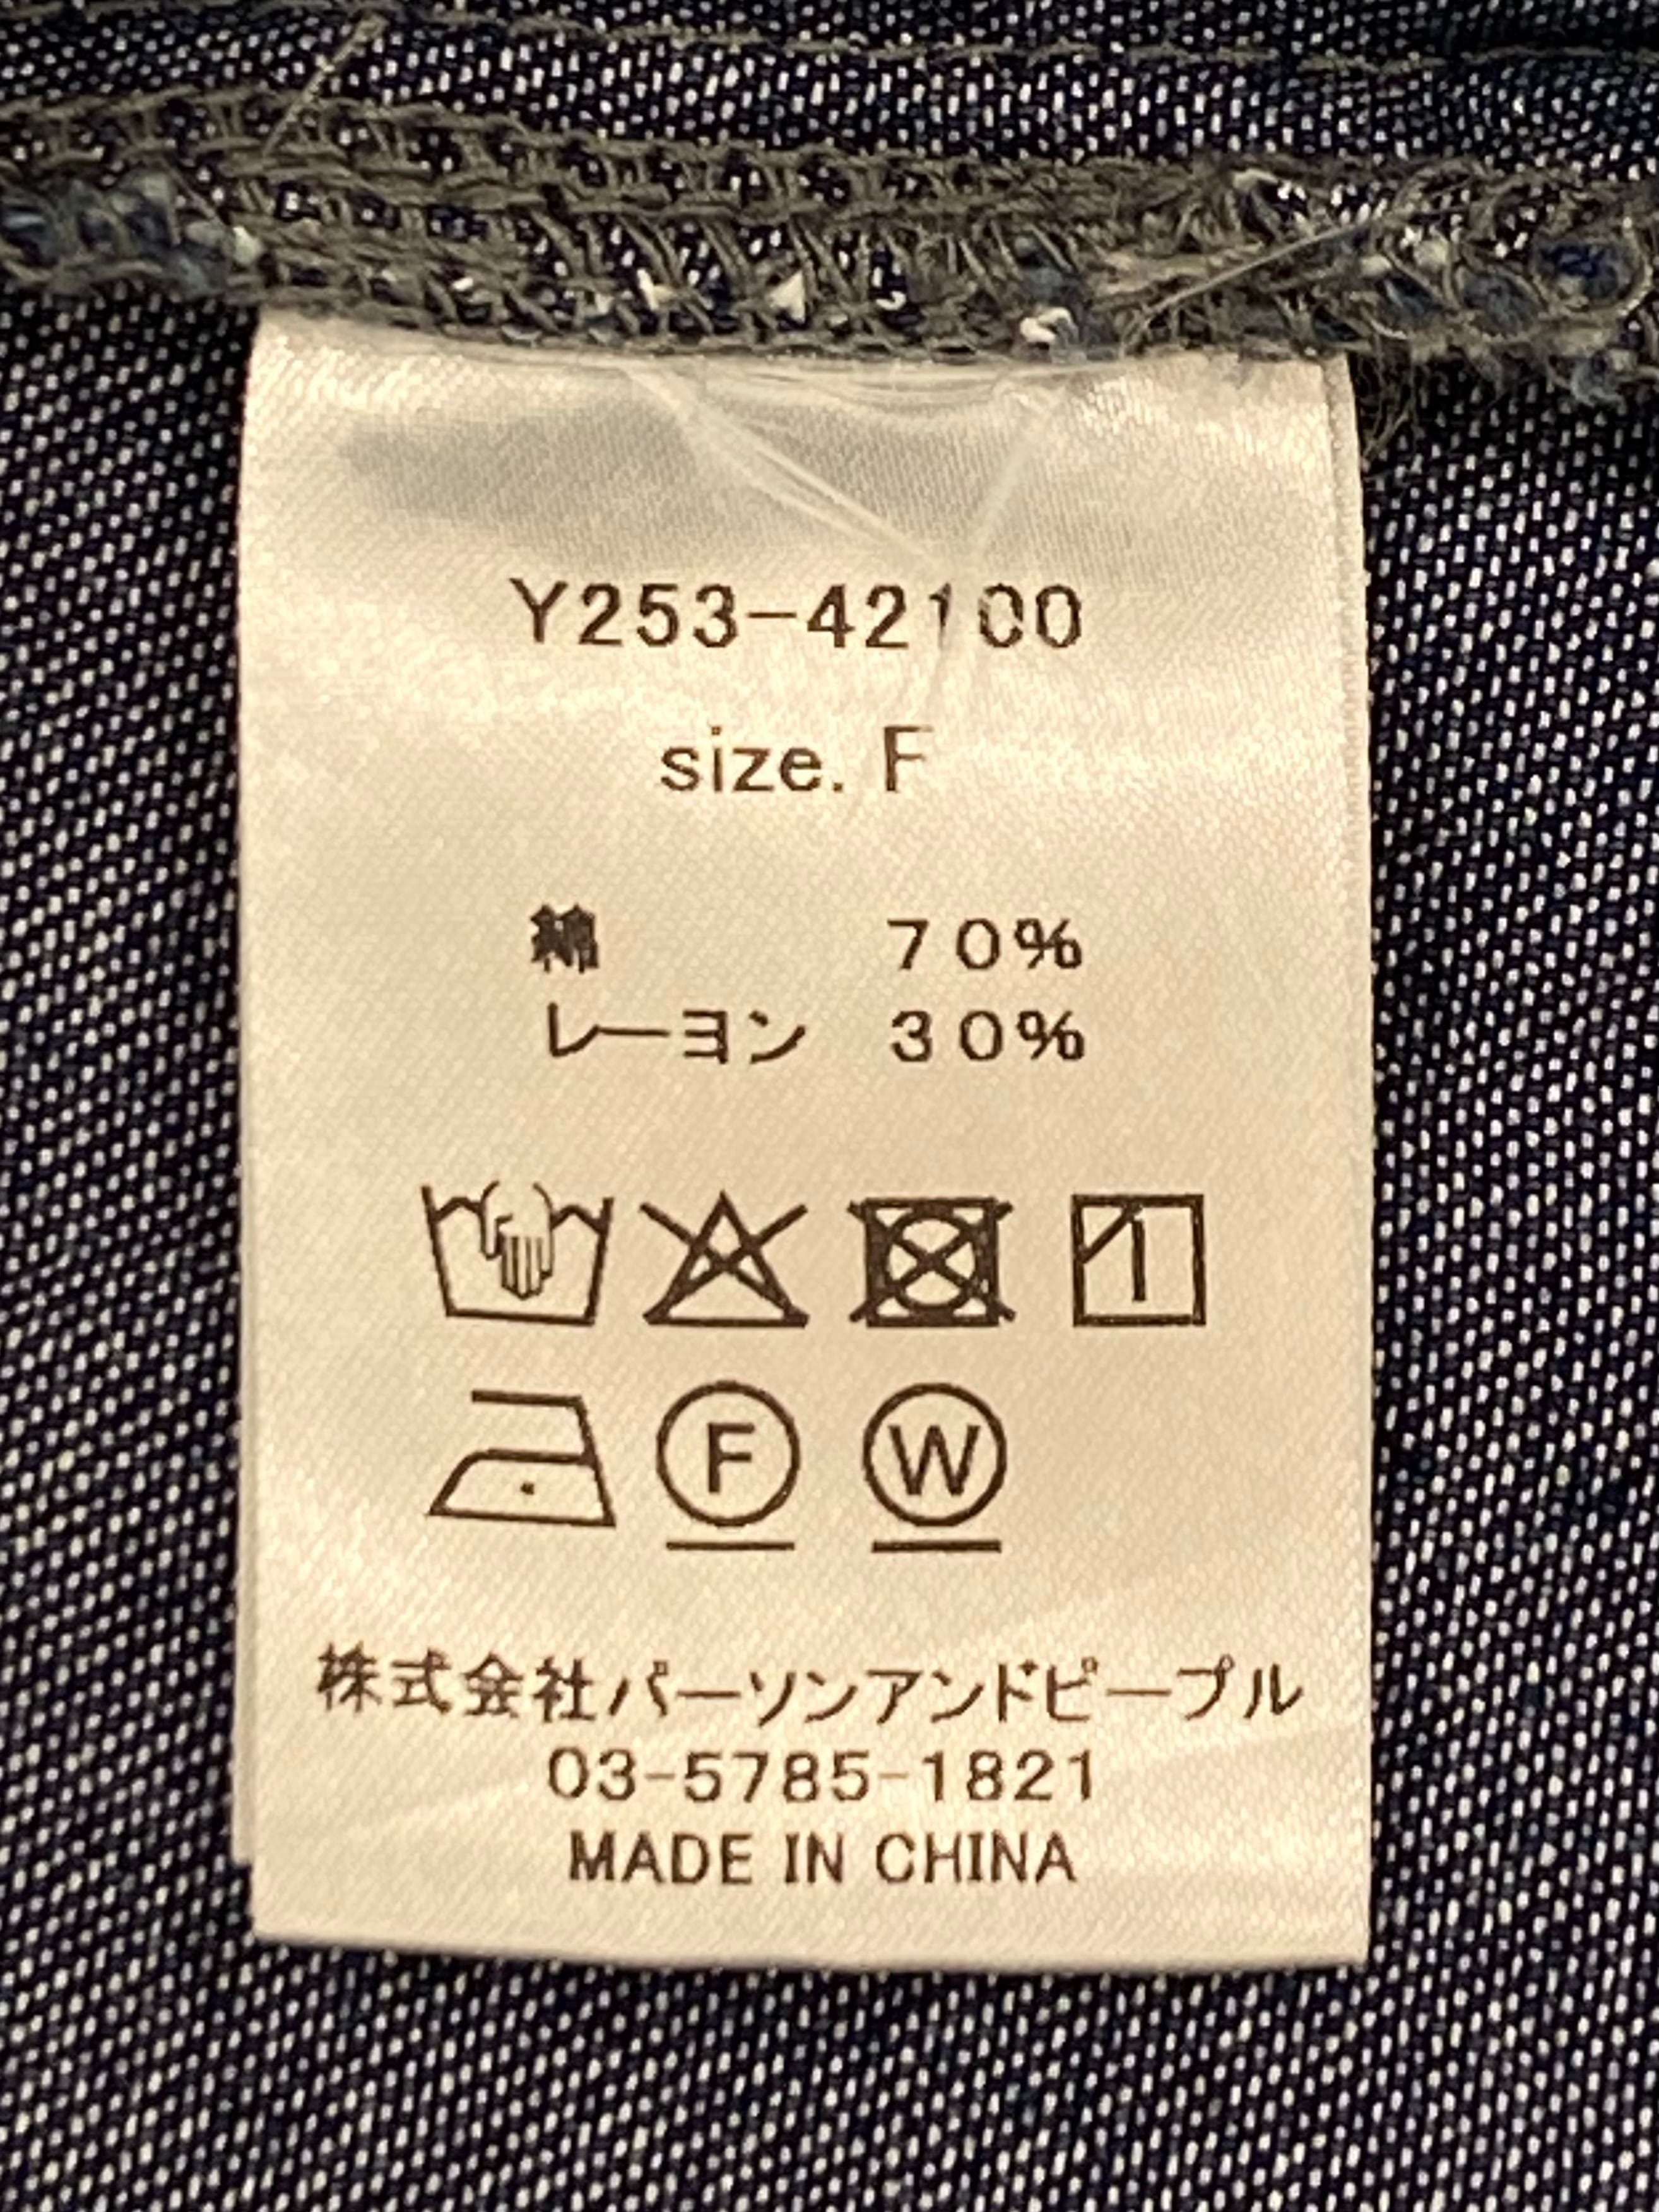 Y253-42100
size. F
綿 70%
レーヨン 30%
F W
株式会社パーソンアンドピープル
03-5785-1821
MADE IN CHINA